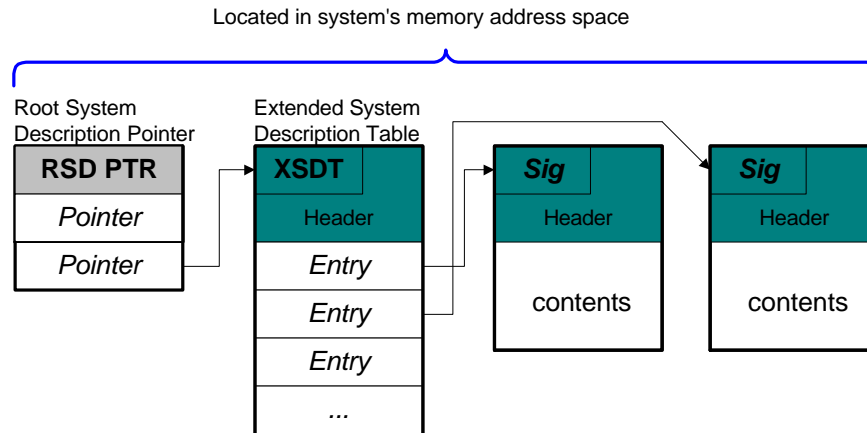 Located in system's memory address space
Root System
Description Pointer
RSD PTR
Pointer
Pointer
Extended System
Description Table
XSDT
Header
Entry
Entry
Entry
...
Sig
Header
contents
Sig
Header
contents